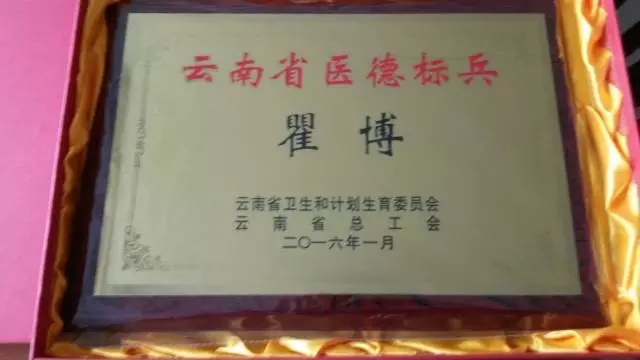 云南省医德标兵
瞿博
云南省卫生和计划生育委员会
云南省总工会
二〇一六年一月